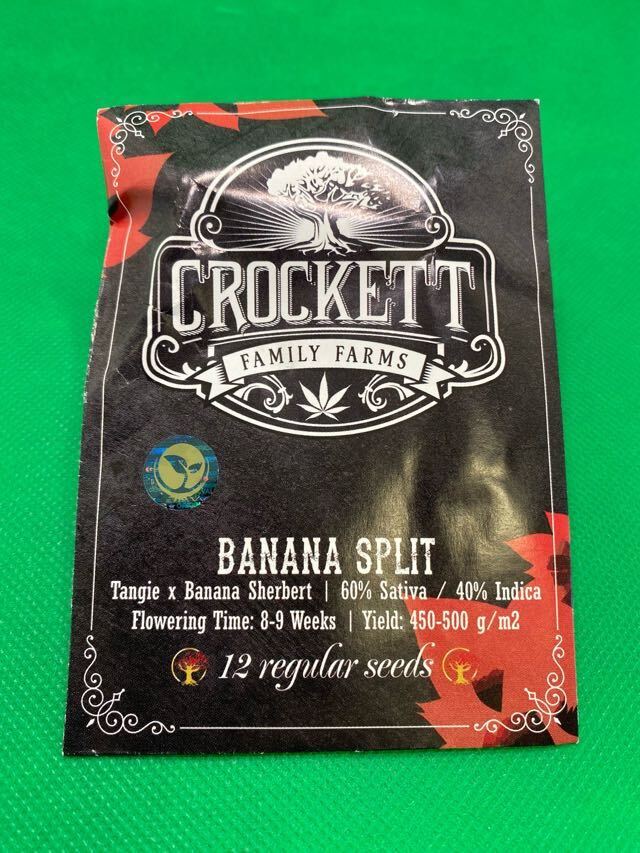 CROCKETT
FAMILY FARMS
BANANA SPLIT
Tangie x Banana Sherbert | 60% Sativa / 40% Indica
Flowering Time: 8-9 Weeks | Yield: 450-500 g/m2
12 regular seeds